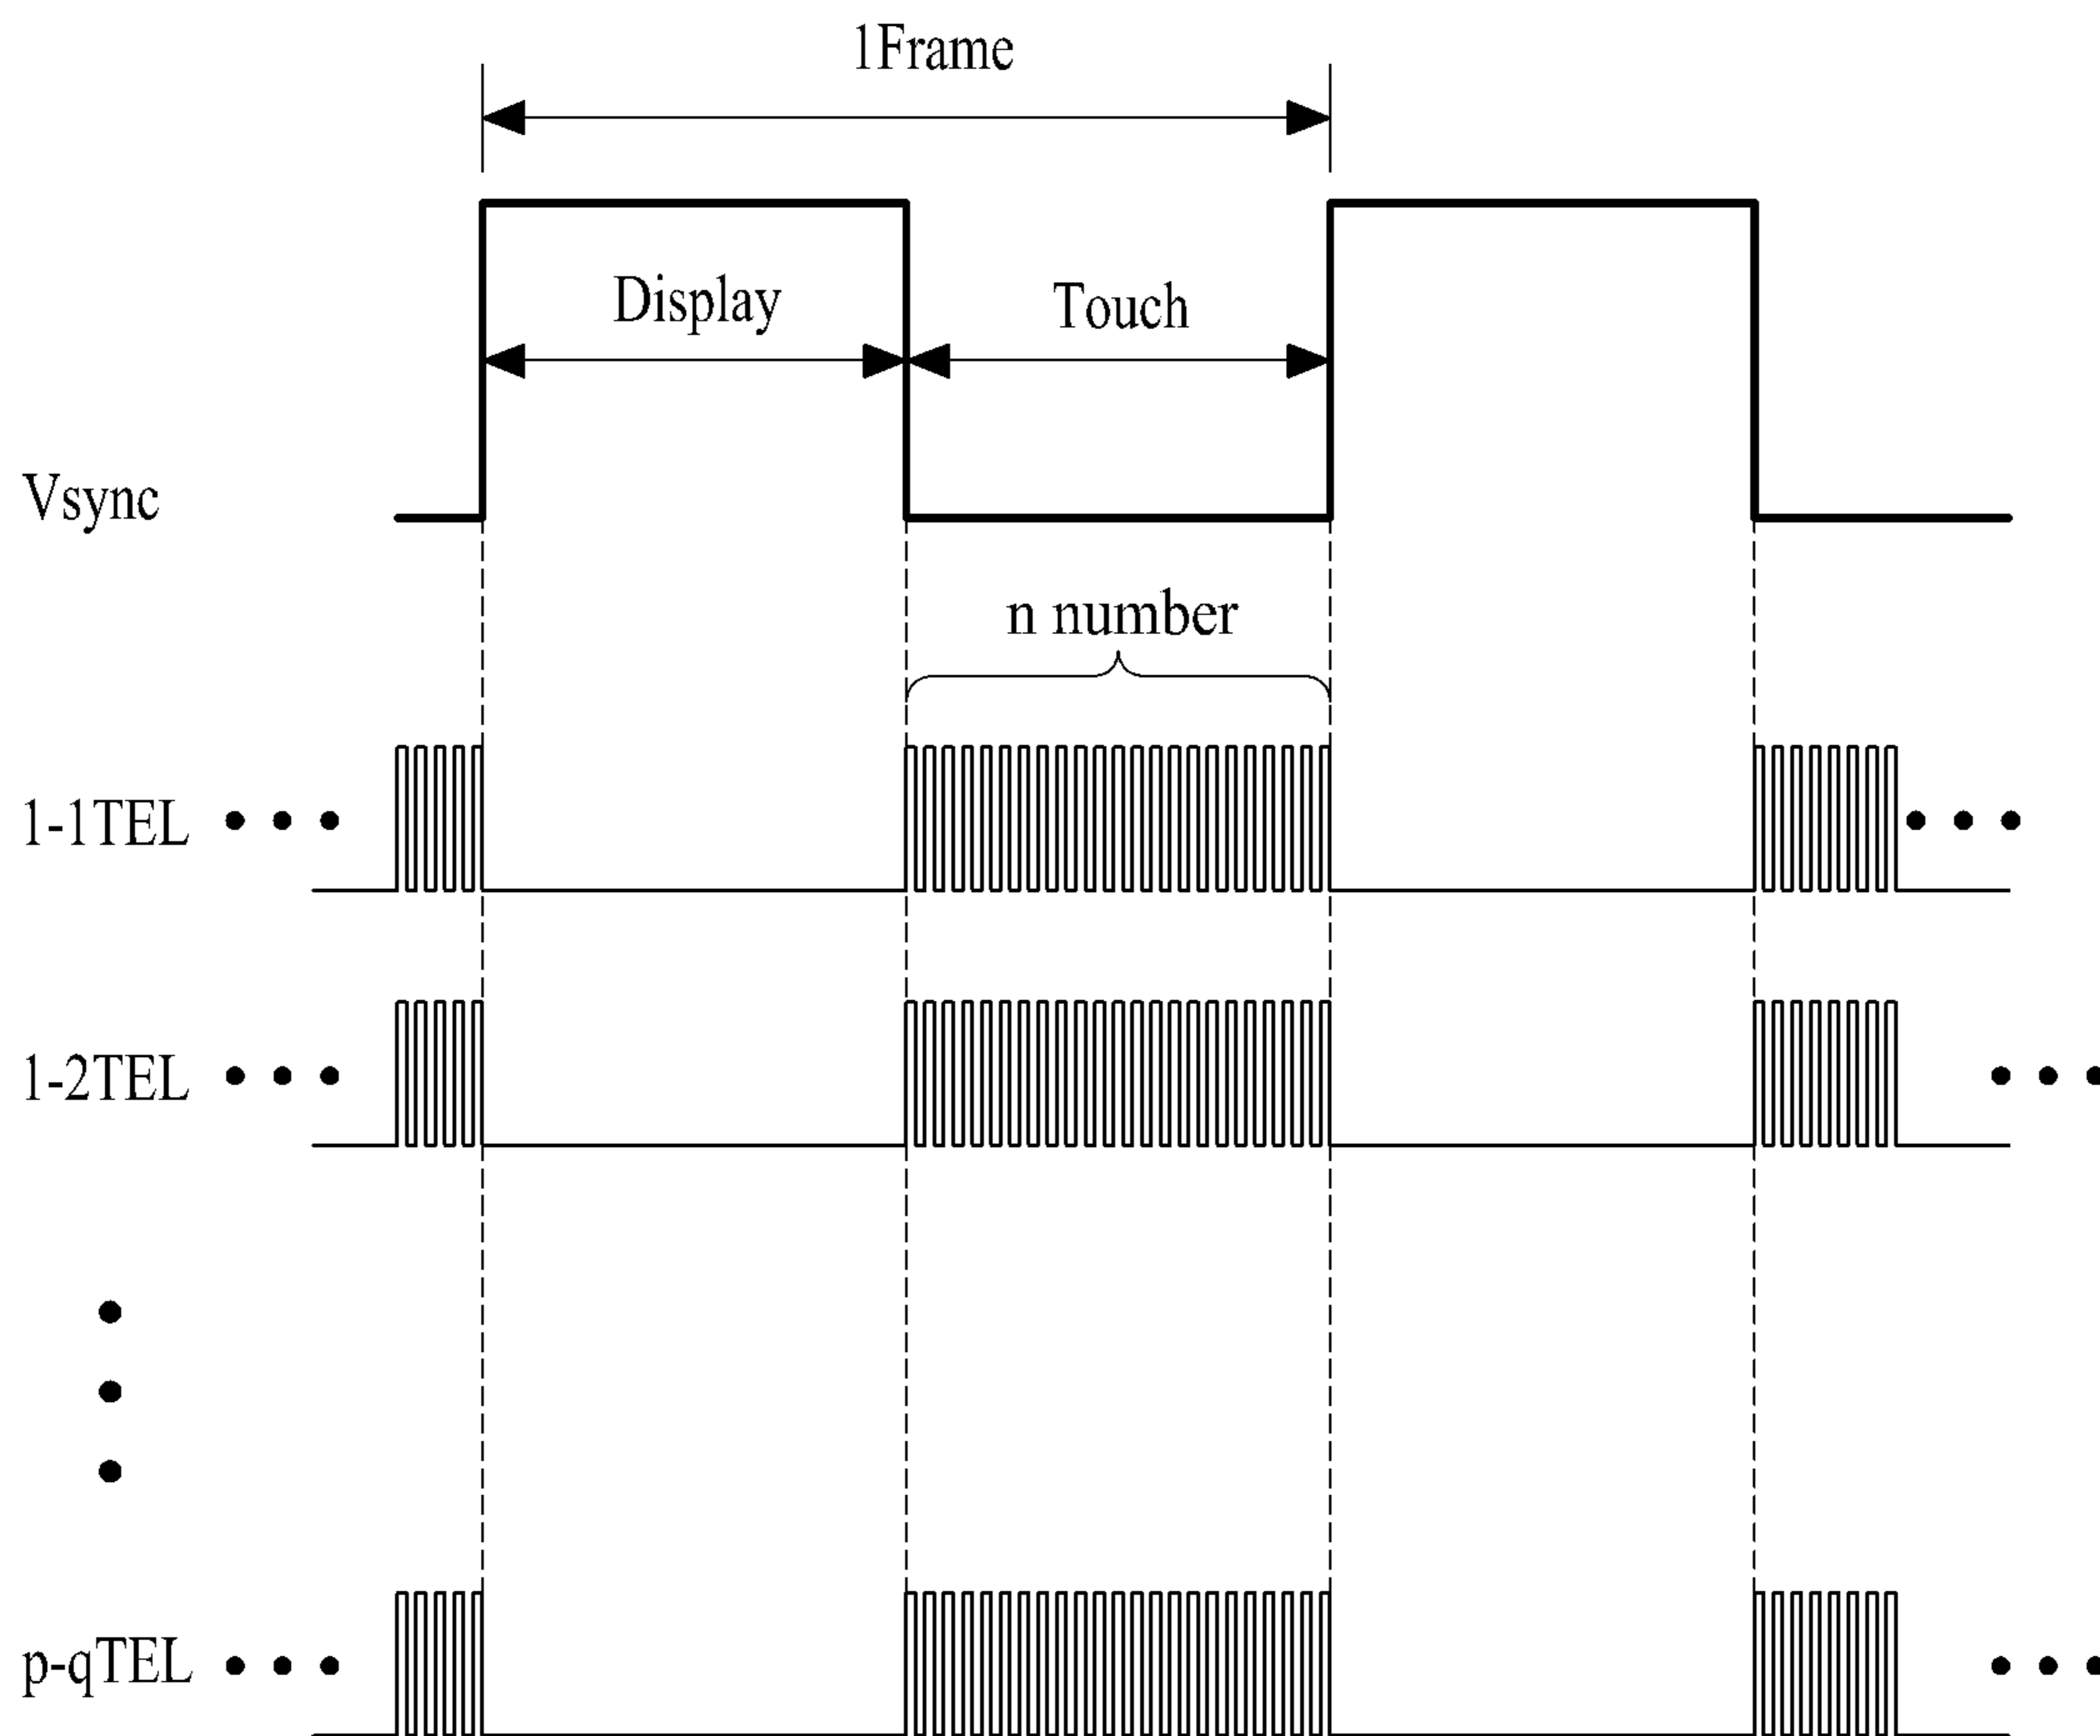 1Frame
Display
Touch
Vsync
n number
1-1TEL
1-2TEL
p-qTEL